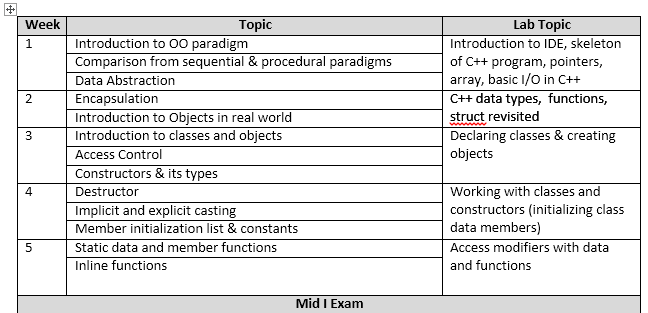 Week Topic Lab Topic
1 Introduction to OO paradigm Introduction to IDE, skeleton
Comparison from sequential & procedural paradigms of C++ program, pointers,
Data Abstraction array, basic I/O in C++
2 Encapsulation C++ data types, functions,
Introduction to Objects in real world struct revisited
3 Introduction to classes and objects Declaring classes & creating
Access Control objects
Constructors & its types
4 Destructor Working with classes and
Implicit and explicit casting constructors (initializing class
Member initialization list & constants data members)
5 Static data and member functions Access modifiers with data
Inline functions and functions
Mid I Exam